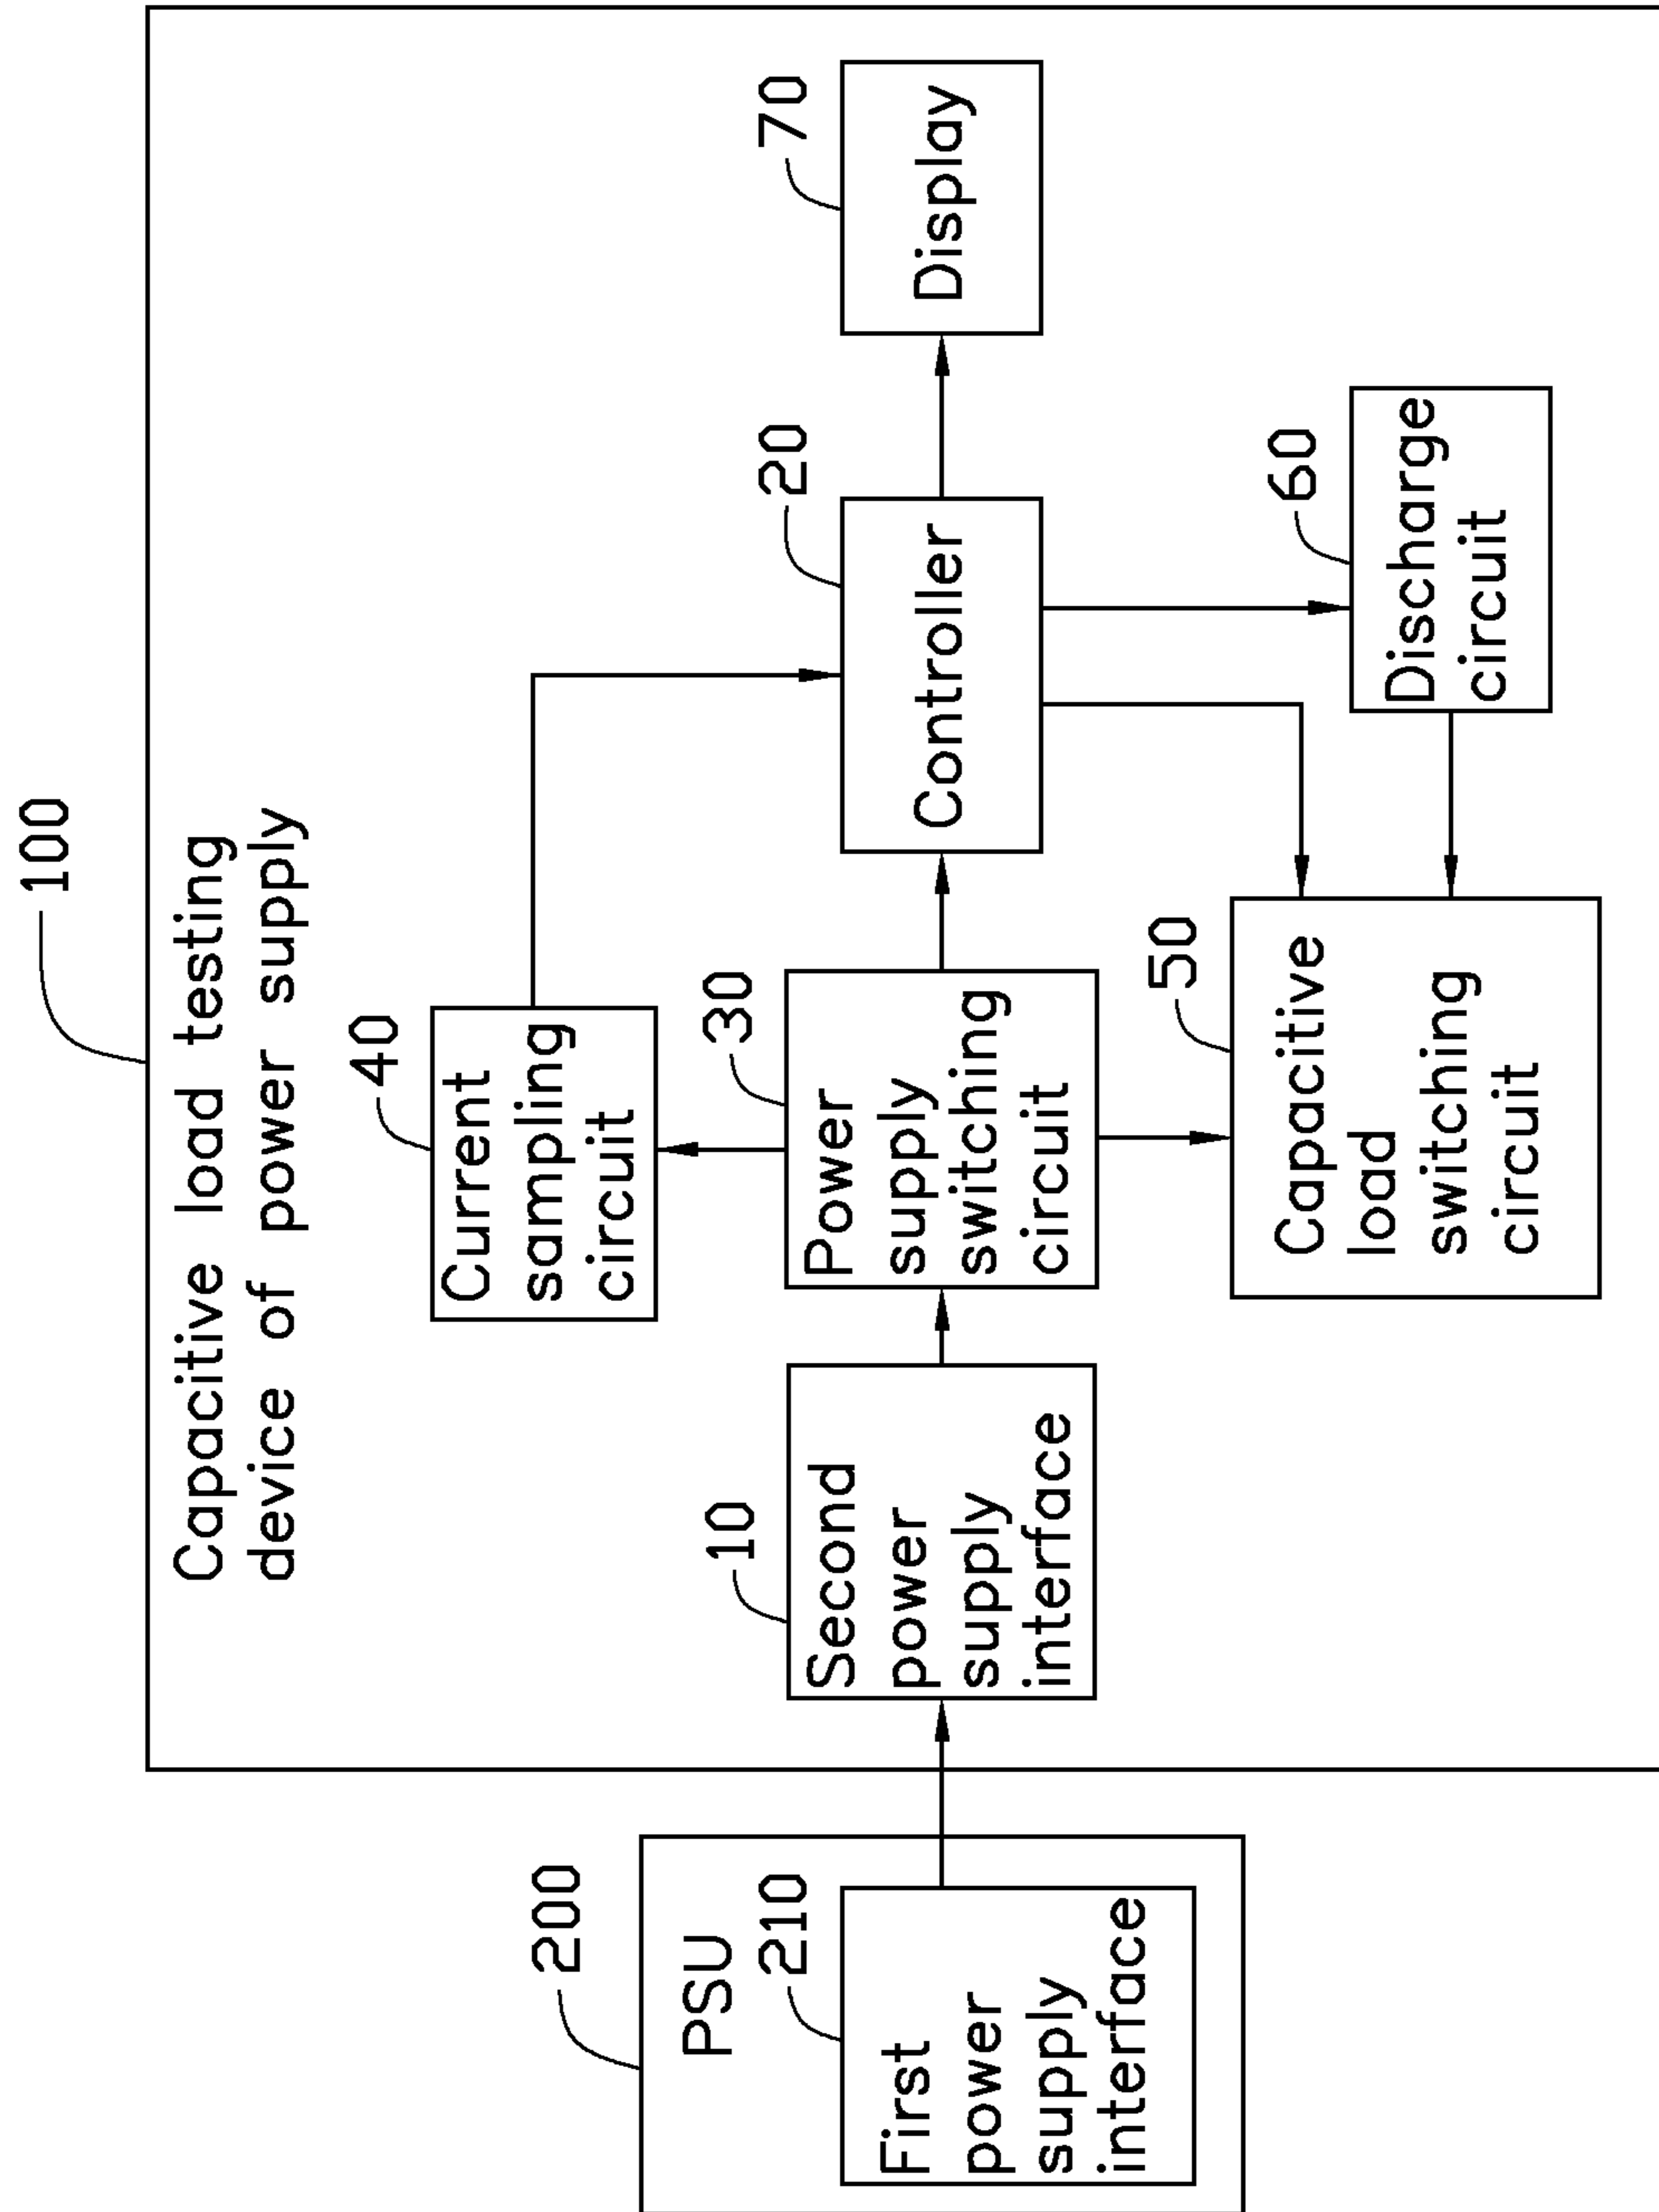 100
Capacitive load testing
device of power supply
200
PSU
210
First
power
supply
interface
10
Second
power
supply
interface
40
Current
sampling
circuit
30
Power
supply
switching
circuit
50
Capacitive
load
switching
circuit
20
Controller
60
Discharge
circuit
70
Display